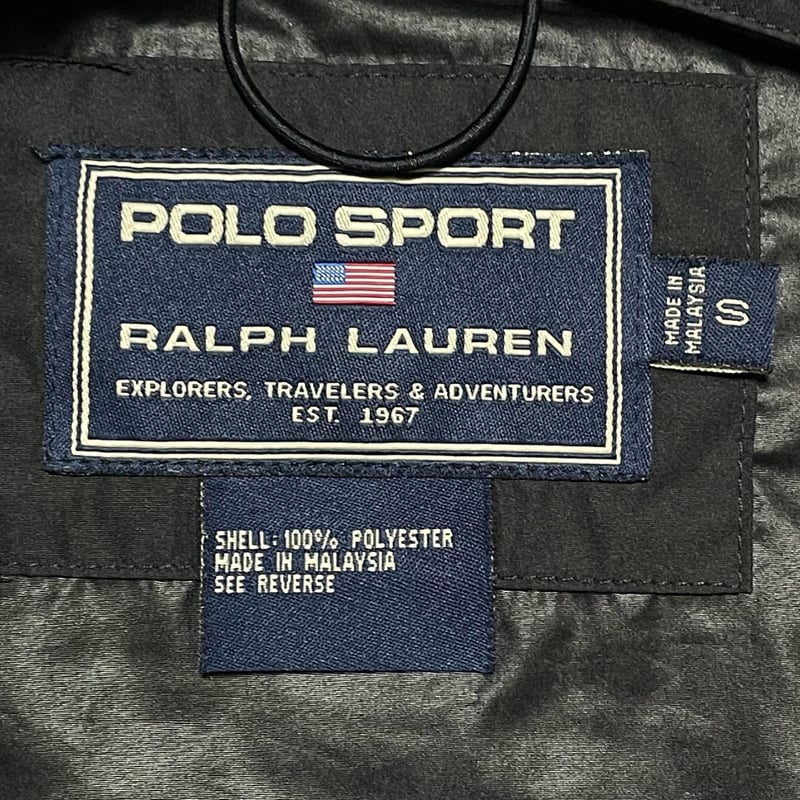 POLO SPORT
RALPH LAUREN
EXPLORERS, TRAVELERS & ADVENTURERS
EST. 1967
MADE IN
MALAYSIA
S
SHELL: 100% POLYESTER
MADE IN MALAYSIA
SEE REVERSE